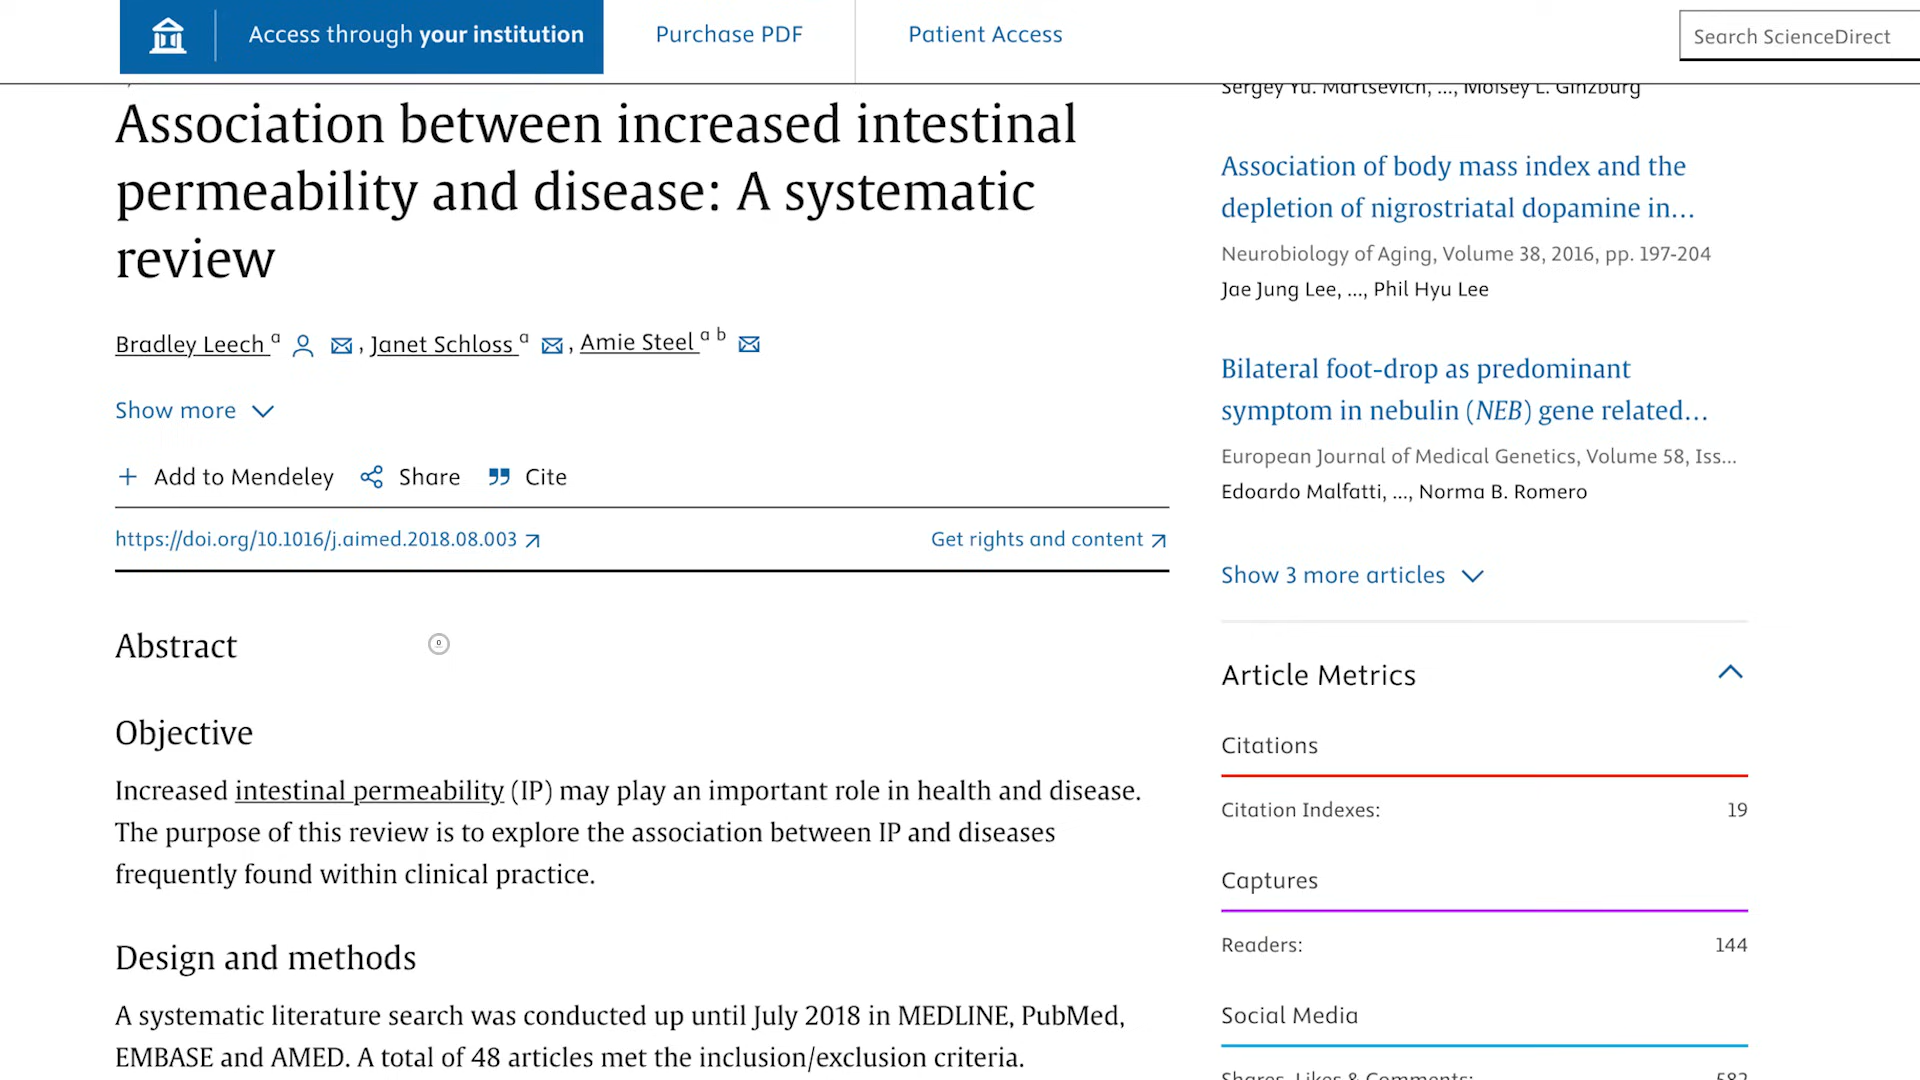 Access through your institution
Purchase PDF
Patient Access
Search ScienceDirect
Association between increased intestinal
permeability and disease: A systematic
review
Bradley Leech a , Janet Schloss a , Amie Steel a b
Show more
Add to Mendeley
Share
Cite
https://doi.org/10.1016/j.aimed.2018.08.003
Get rights and content
Abstract
Objective
Increased intestinal permeability (IP) may play an important role in health and disease.
The purpose of this review is to explore the association between IP and diseases
frequently found within clinical practice.
Design and methods
A systematic literature search was conducted up until July 2018 in MEDLINE, PubMed,
EMBASE and AMED. A total of 48 articles met the inclusion/exclusion criteria.
Sergey Yu. Martsevich, ..., Moisey L. Ginzburg
Association of body mass index and the
depletion of nigrostriatal dopamine in…
Neurobiology of Aging, Volume 38, 2016, pp. 197-204
Jae Jung Lee, ..., Phil Hyu Lee
Bilateral foot-drop as predominant
symptom in nebulin (NEB) gene related…
European Journal of Medical Genetics, Volume 58, Iss…
Edoardo Malfatti, ..., Norma B. Romero
Show 3 more articles
Article Metrics
Citations
Citation Indexes: 19
Captures
Readers: 144
Social Media
Shares, Likes & Comments: 582